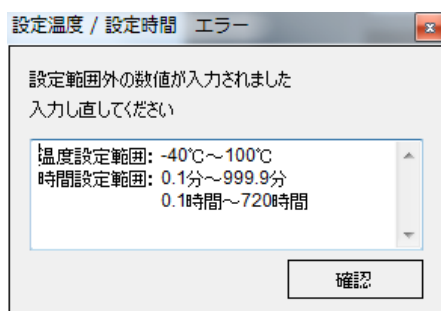 設定温度 / 設定時間 エラー
設定範囲外の数値が入力されました
入力し直してください
温度設定範囲: -40℃～100℃
時間設定範囲: 0.1分～999.9分
0.1時間～720時間
確認